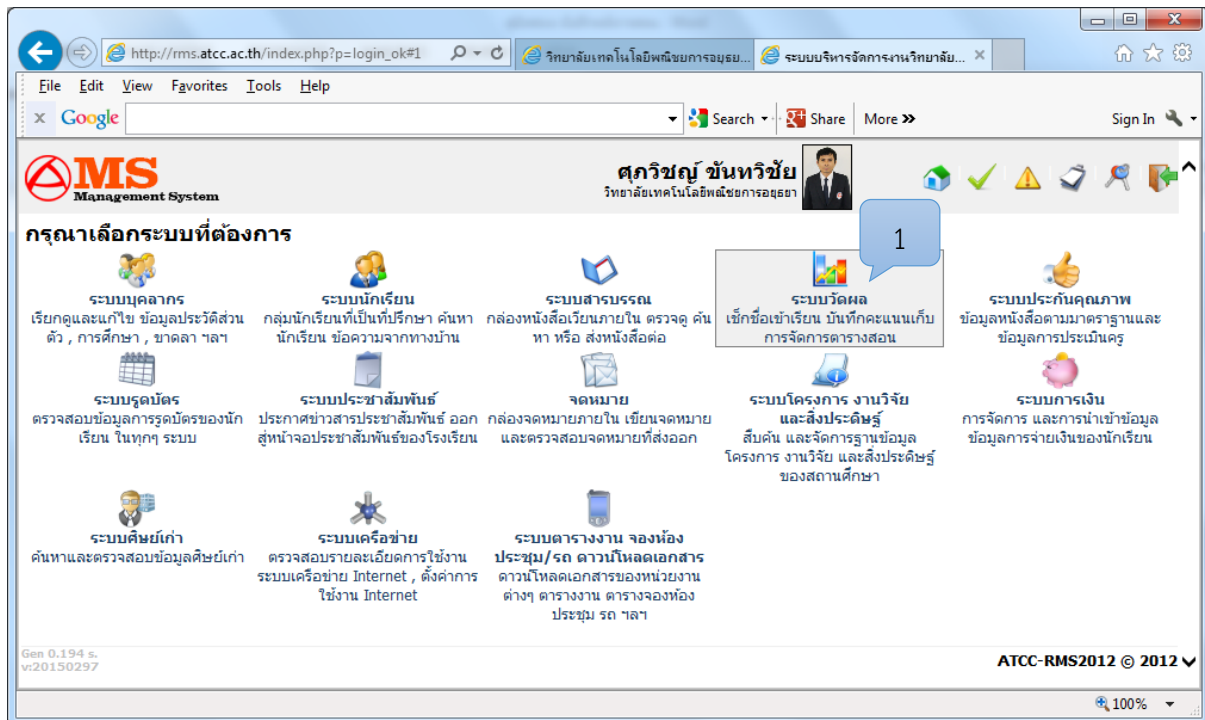 http://rms.atcc.ac.th/index.php?p=login_ok#1
วิทยาลัยเทคโนโลยีพณิชยการอยุธย...
ระบบบริหารจัดการงานวิทยาลัย...
File Edit View Favorites Tools Help
x Google
Search
Share
More »
Sign In
MS
Management System
ศุภวิชญ์ ขันทวิชัย
วิทยาลัยเทคโนโลยีพณิชยการอยุธยา
กรุณาเลือกระบบที่ต้องการ
1
ระบบบุคลากร
เรียกดูและแก้ไข ข้อมูลประวัติส่วน
ตัว , การศึกษา , ขาดลา ฯลฯ
ระบบนักเรียน
กลุ่มนักเรียนที่เป็นที่ปรึกษา ค้นหา
นักเรียน ข้อความจากทางบ้าน
ระบบสารบรรณ
กล่องหนังสือเวียนภายใน ตรวจดู ค้น
หา หรือ ส่งหนังสือต่อ
ระบบวัดผล
เช็กชื่อเข้าเรียน บันทึกคะแนนเก็บ
การจัดการตารางสอน
ระบบประกันคุณภาพ
ข้อมูลหนังสือตามมาตราฐานและ
ข้อมูลการประเมินครู
ระบบรูดบัตร
ตรวจสอบข้อมูลการรูดบัตรของนัก
เรียน ในทุกๆ ระบบ
ระบบประชาสัมพันธ์
ประกาศข่าวสารประชาสัมพันธ์ ออก
สู่หน้าจอประชาสัมพันธ์ของโรงเรียน
จดหมาย
กล่องจดหมายภายใน เขียนจดหมาย
และตรวจสอบจดหมายที่ส่งออก
ระบบโครงการ งานวิจัย
และสิ่งประดิษฐ์
สืบค้น และจัดการฐานข้อมูล
โครงการ งานวิจัย และสิ่งประดิษฐ์
ของสถานศึกษา
ระบบการเงิน
การจัดการ และการนำเข้าข้อมูล
ข้อมูลการจ่ายเงินของนักเรียน
ระบบศิษย์เก่า
ค้นหาและตรวจสอบข้อมูลศิษย์เก่า
ระบบเครือข่าย
ตรวจสอบรายละเอียดการใช้งาน
ระบบเครือข่าย Internet , ตั้งค่าการ
ใช้งาน Internet
ระบบตารางงาน จองห้อง
ประชุม/รถ ดาวน์โหลดเอกสาร
ดาวน์โหลดเอกสารของหน่วยงาน
ต่างๆ ตารางงาน ตารางจองห้อง
ประชุม รถ ฯลฯ
Gen 0.194 s.
v:20150297
ATCC-RMS2012 © 2012
100%